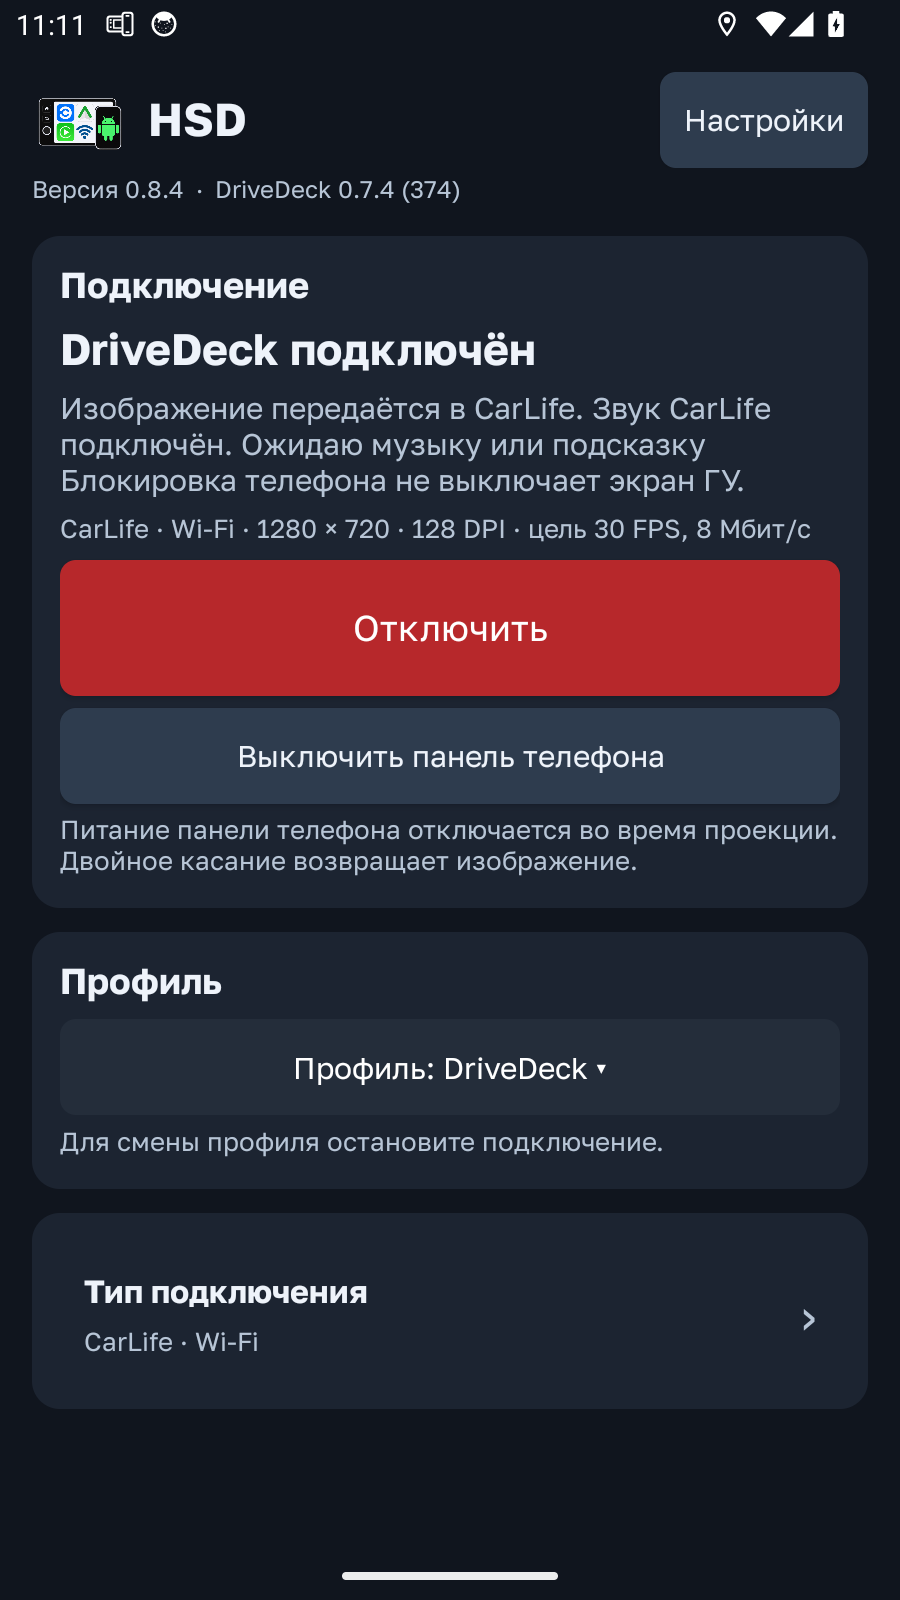 11:11
HSD
Настройки
Версия 0.8.4 · DriveDeck 0.7.4 (374)
Подключение
DriveDeck подключён
Изображение передаётся в CarLife. Звук CarLife
подключён. Ожидаю музыку или подсказку
Блокировка телефона не выключает экран ГУ.
CarLife · Wi-Fi · 1280 × 720 · 128 DPI · цель 30 FPS, 8 Мбит/с
Отключить
Выключить панель телефона
Питание панели телефона отключается во время проекции.
Двойное касание возвращает изображение.
Профиль
Профиль: DriveDeck ▾
Для смены профиля остановите подключение.
Тип подключения
CarLife · Wi-Fi